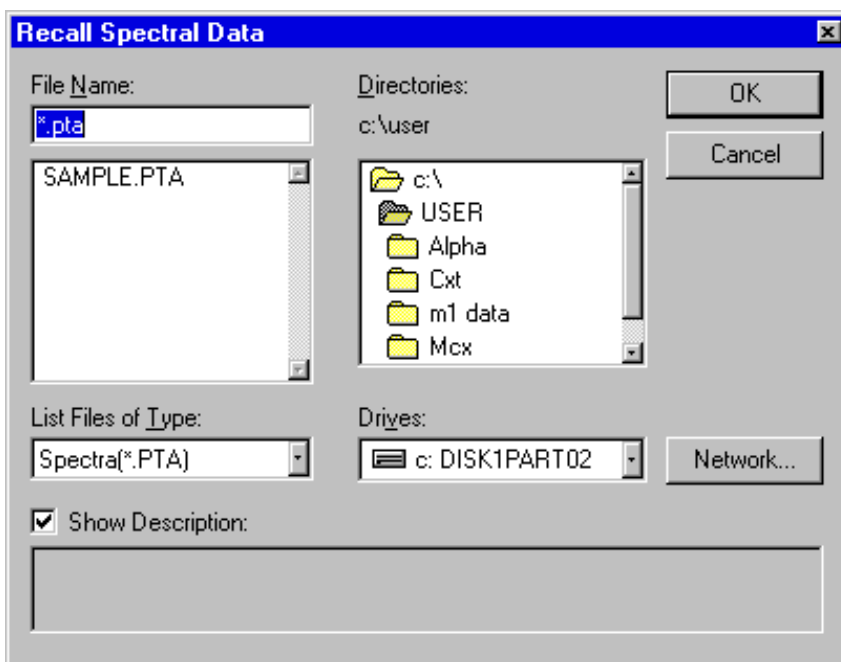 Recall Spectral Data
File Name:
*.pta
SAMPLE.PTA
List Files of Type:
Spectra(*.PTA)
Directories:
c:\user
c:\
USER
Alpha
Cxt
m1 data
Mcx
Drives:
c: DISK1PART02
OK
Cancel
Network...
Show Description: